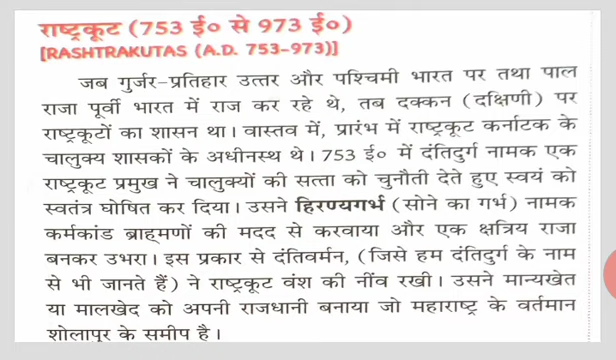 राष्ट्रकूट (753 ई० से 973 ई०)
[RASHTRAKUTAS (A.D. 753-973)]
जब गुर्जर-प्रतिहार उत्तर और पश्चिमी भारत पर तथा पाल
राजा पूर्वी भारत में राज कर रहे थे, तब दक्कन (दक्षिणी) पर
राष्ट्रकूटों का शासन था। वास्तव में, प्रारंभ में राष्ट्रकूट कर्नाटक के
चालुक्य शासकों के अधीनस्थ थे। 753 ई० में दंतिदुर्ग नामक एक
राष्ट्रकूट प्रमुख ने चालुक्यों की सत्ता को चुनौती देते हुए स्वयं को
स्वतंत्र घोषित कर दिया। उसने हिरण्यगर्भ (सोने का गर्भ) नामक
कर्मकांड ब्राह्मणों की मदद से करवाया और एक क्षत्रिय राजा
बनकर उभरा। इस प्रकार से दंतिवर्मन, (जिसे हम दंतिदुर्ग के नाम
से भी जानते हैं) ने राष्ट्रकूट वंश की नींव रखी। उसने मान्यखेत
या मालखेद को अपनी राजधानी बनाया जो महाराष्ट्र के वर्तमान
शोलापुर के समीप है।